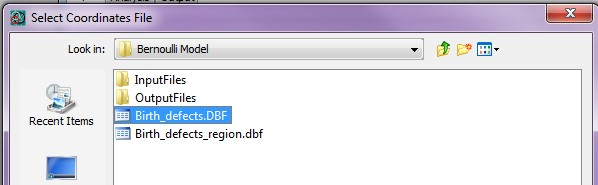 Select Coordinates File
Look in:
Bernoulli Model
InputFiles
OutputFiles
Birth_defects.DBF
Birth_defects_region.dbf
Recent Items